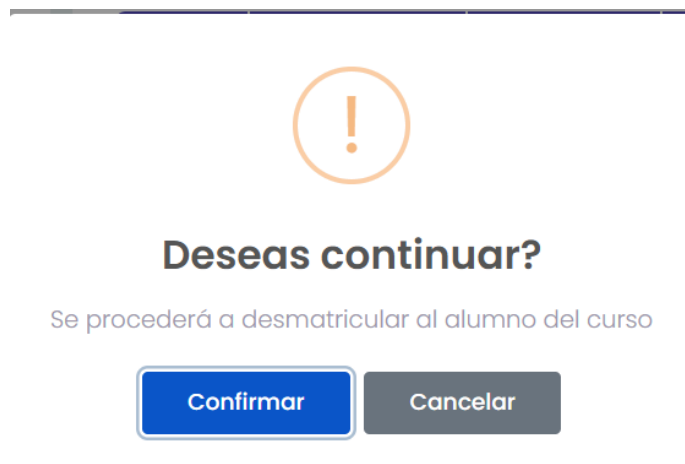 Deseas continuar?
Se procederá a desmatricular al alumno del curso
Confirmar
Cancelar